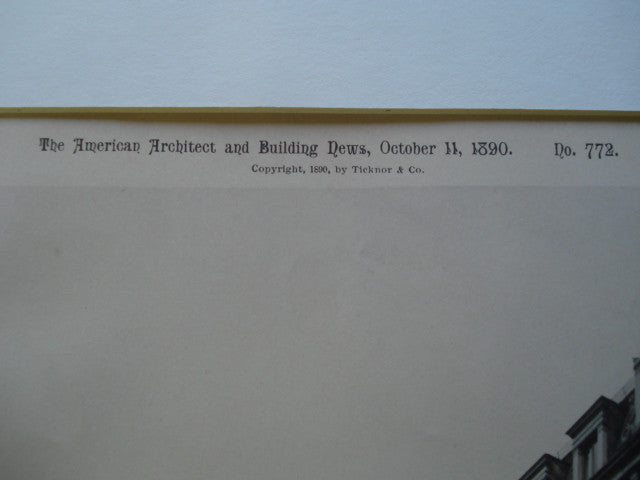 The American Architect and Building News, October 11, 1890. No. 772.
Copyright, 1890, by Ticknor & Co.